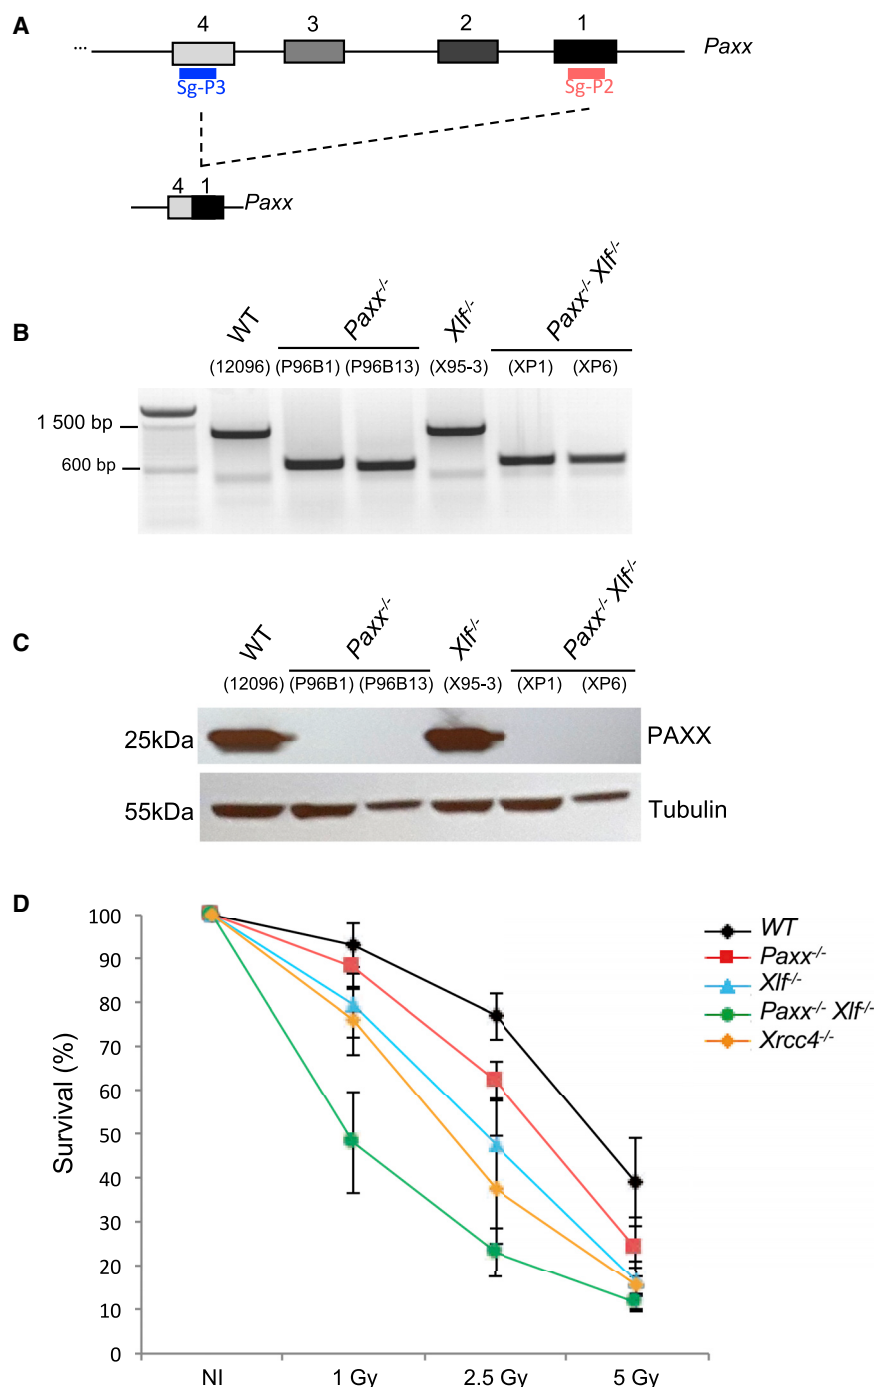 A
4 3 2 1
... Paxx
Sg-P3 Sg-P2
4 1
Paxx
B
WT Paxx-/- Xlf-/- Paxx-/- Xlf-/-
(12096) (P96B1) (P96B13) (X95-3) (XP1) (XP6)
1 500 bp
600 bp
C
WT Paxx-/- Xlf-/- Paxx-/- Xlf-/-
(12096) (P96B1) (P96B13) (X95-3) (XP1) (XP6)
25kDa PAXX
55kDa Tubulin
D
Survival (%)
100
90
80
70
60
50
40
30
20
10
0
NI 1 Gy 2.5 Gy 5 Gy
WT
Paxx-/-
Xlf-/-
Paxx-/- Xlf-/-
Xrcc4-/-